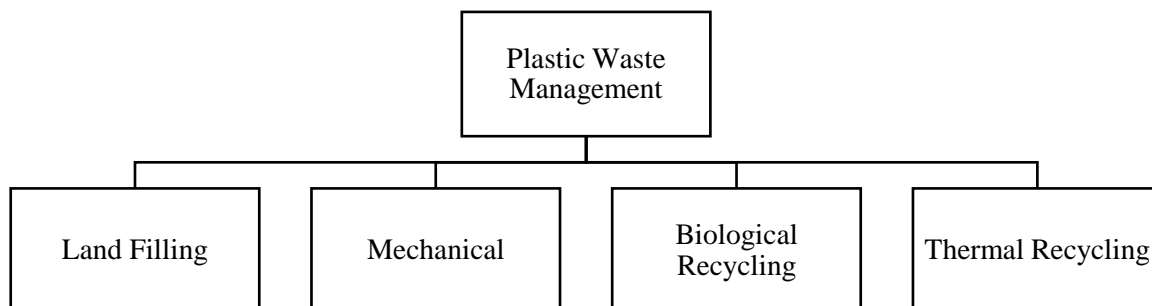 Plastic Waste
Management
Land Filling
Mechanical
Biological
Recycling
Thermal Recycling